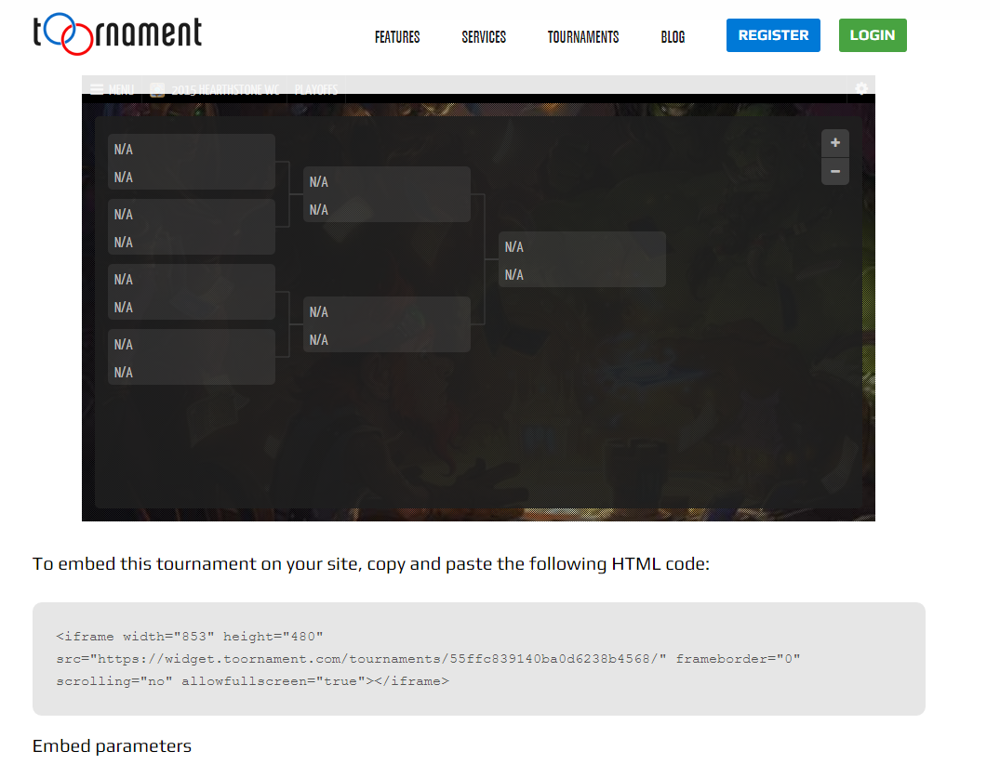 toornament
FEATURES
SERVICES
TOURNAMENTS
BLOG
REGISTER
LOGIN
MENU
2015 HEARTHSTONE WC
PLAYOFFS
N/A
N/A
N/A
N/A
N/A
N/A
N/A
N/A
N/A
N/A
N/A
N/A
N/A
N/A
+
−
To embed this tournament on your site, copy and paste the following HTML code:
<iframe width="853" height="480"
src="https://widget.toornament.com/tournaments/55ffc839140ba0d6238b4568/" frameborder="0"
scrolling="no" allowfullscreen="true"></iframe>
Embed parameters